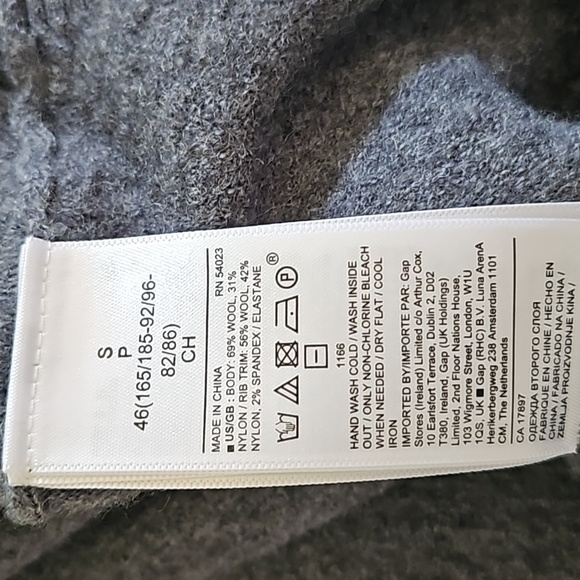 S
P
46(165/185-92/96-
82/86)
CH
MADE IN CHINA RN 54023
■ US/GB : BODY: 69% WOOL, 31%
NYLON / RIB TRIM: 56% WOOL, 42%
NYLON, 2% SPANDEX / ELASTANE
®
P
1166
HAND WASH COLD / WASH INSIDE
OUT / ONLY NON-CHLORINE BLEACH
WHEN NEEDED / DRY FLAT / COOL
IRON
IMPORTED BY/IMPORTE PAR: Gap
Stores (Ireland) Limited c/o Arthur Cox,
10 Earlsfort Terrace, Dublin 2, D02
T380, Ireland, Gap (UK Holdings)
Limited, 2nd Floor Nations House,
103 Wigmore Street, London, W1U
1QS, UK ■ Gap (RHC) B.V. Luna ArenA
Herikerbergweg 238 Amsterdam 1101
CM, The Netherlands
CA 17897
ОДЕЖДА ВТОРОГО СЛОЯ
FABRIQUE EN CHINE / HECHO EN
CHINA / FABRICADO NA CHINA /
ZEMLJA PROIZVODNJE KINA /